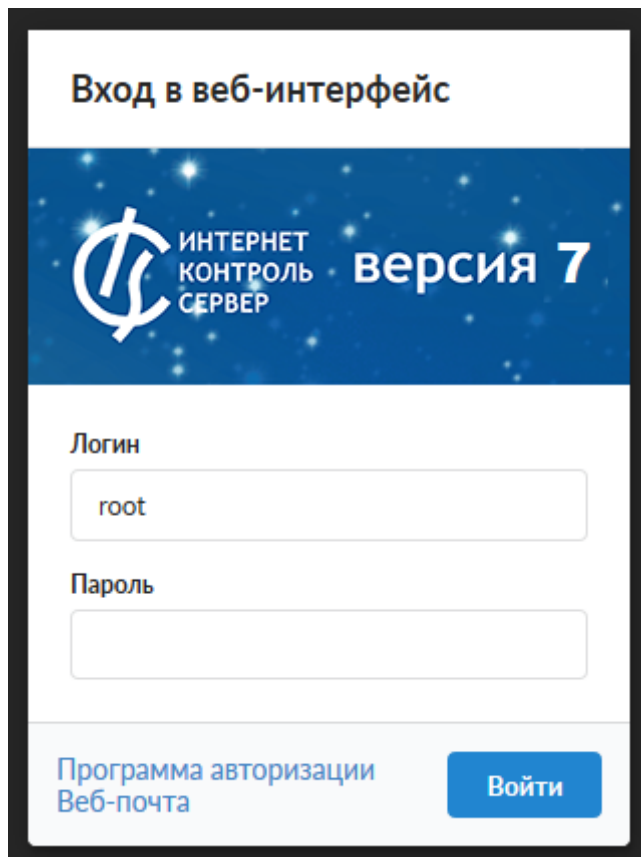 Вход в веб-интерфейс
ИНТЕРНЕТ
КОНТРОЛЬ
СЕРВЕР
версия 7
Логин
root
Пароль
Программа авторизации
Веб-почта
Войти